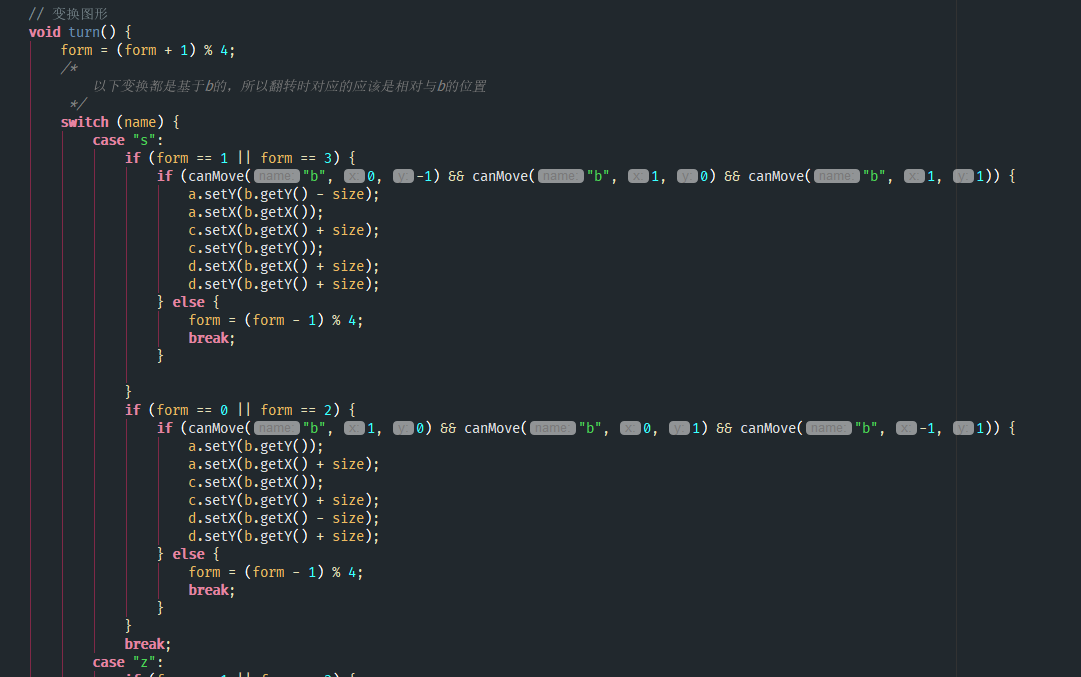 // 变换图形
void turn() {
form = (form + 1) % 4;
/*
以下变换都是基于b的，所以翻转时对应的应该是相对与b的位置
*/
switch (name) {
case "s":
if (form == 1 || form == 3) {
if (canMove( name: "b", x: 0, y: -1) && canMove( name: "b", x: 1, y: 0) && canMove( name: "b", x: 1, y: 1)) {
a.setY(b.getY() - size);
a.setX(b.getX());
c.setX(b.getX() + size);
c.setY(b.getY());
d.setX(b.getX() + size);
d.setY(b.getY() + size);
} else {
form = (form - 1) % 4;
break;
}
}
if (form == 0 || form == 2) {
if (canMove( name: "b", x: 1, y: 0) && canMove( name: "b", x: 0, y: 1) && canMove( name: "b", x: -1, y: 1)) {
a.setY(b.getY());
a.setX(b.getX() + size);
c.setX(b.getX());
c.setY(b.getY() + size);
d.setX(b.getX() - size);
d.setY(b.getY() + size);
} else {
form = (form - 1) % 4;
break;
}
}
break;
case "z":